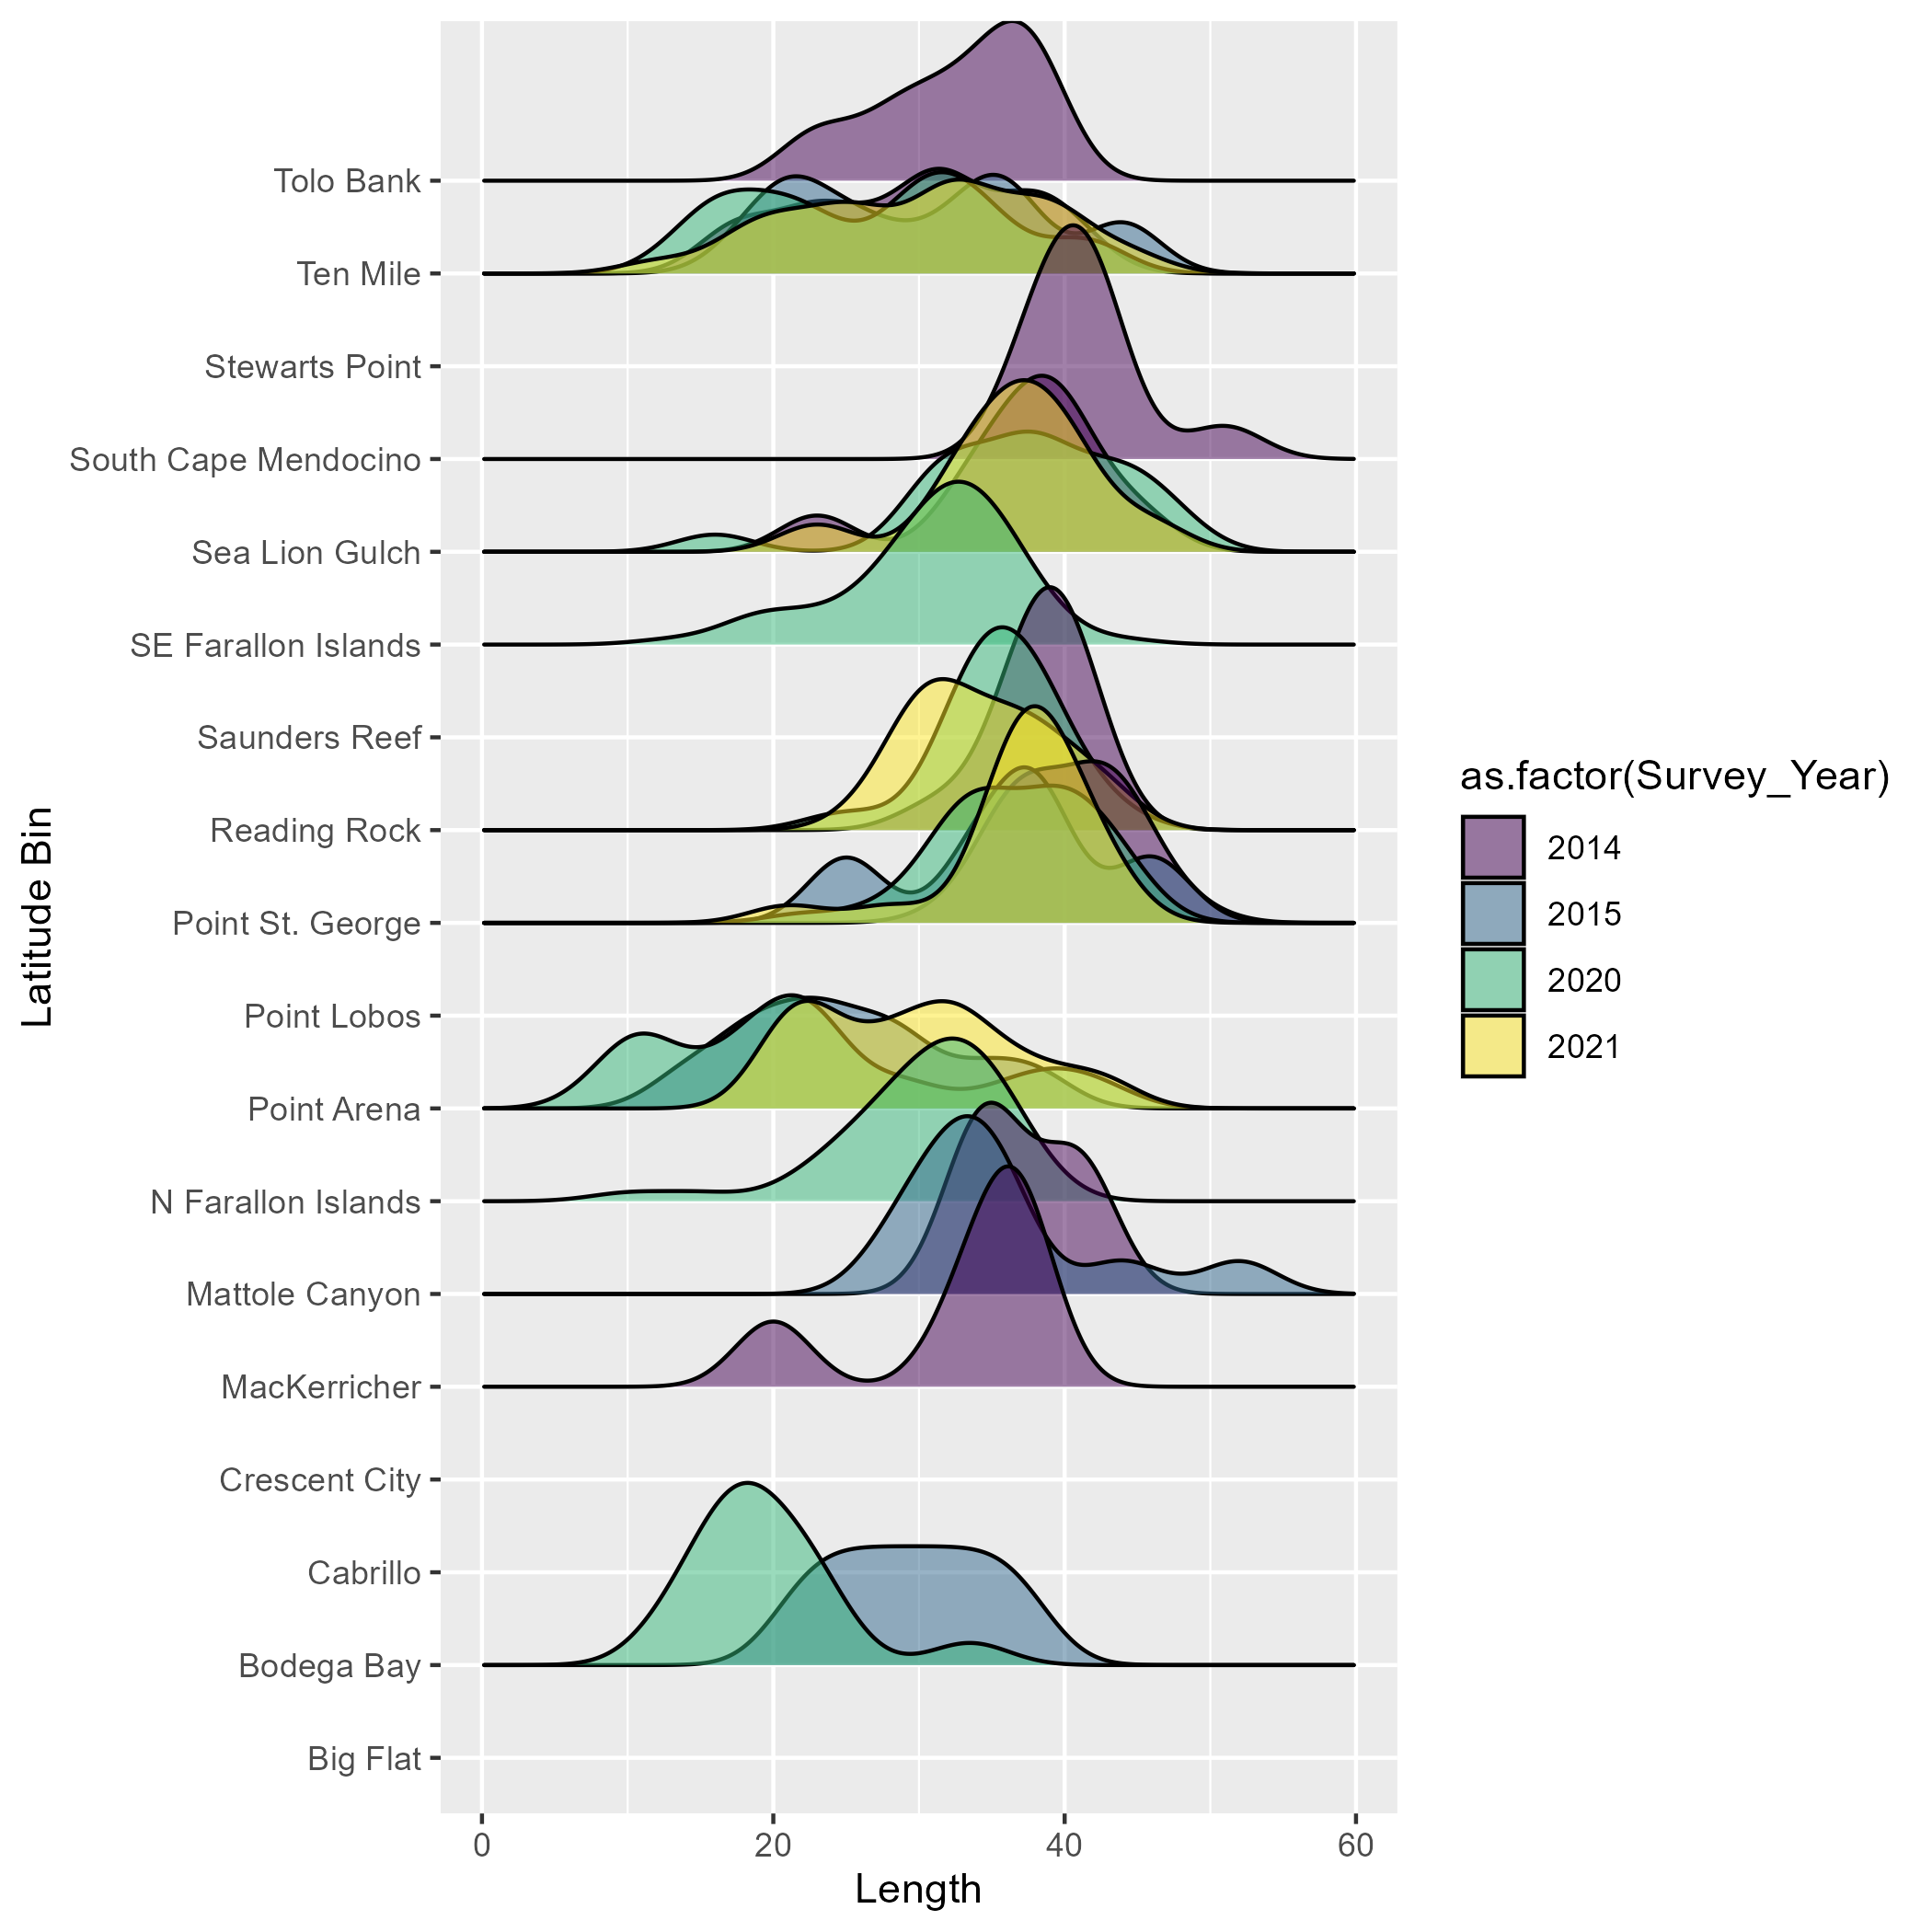 Tolo Bank
Ten Mile
Stewarts Point
South Cape Mendocino
Sea Lion Gulch
SE Farallon Islands
Saunders Reef
Reading Rock
Point St. George
Point Lobos
Point Arena
N Farallon Islands
Mattole Canyon
MacKerricher
Crescent City
Cabrillo
Bodega Bay
Big Flat
Latitude Bin
0 20 40 60
Length
as.factor(Survey_Year)
2014
2015
2020
2021